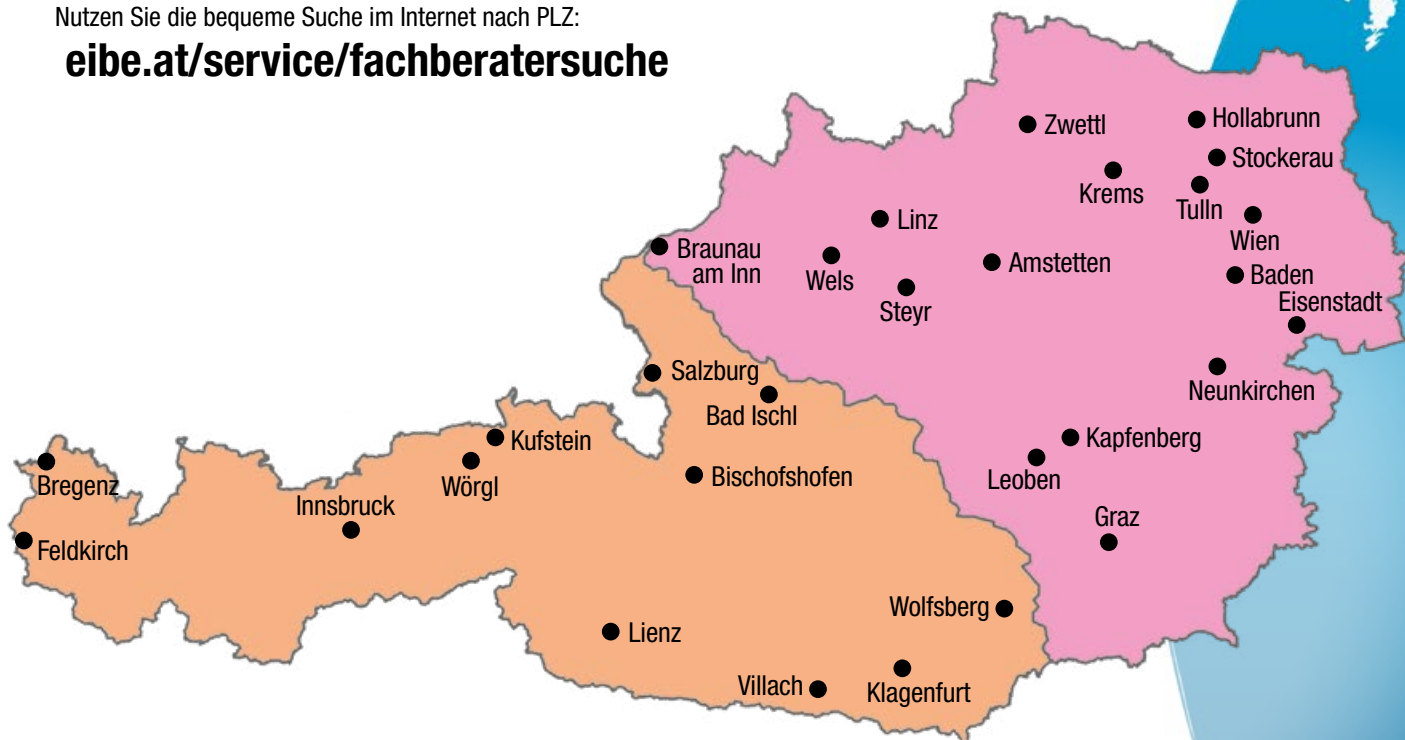 Nutzen Sie die bequeme Suche im Internet nach PLZ:
eibe.at/service/fachberatersuche
Zwettl
Hollabrunn
Stockerau
Krems
Tulln
Linz
Wien
Braunau
am Inn
Wels
Amstetten
Baden
Steyr
Eisenstadt
Salzburg
Neunkirchen
Bad Ischl
Kufstein
Kapfenberg
Bregenz
Wörgl
Bischofshofen
Leoben
Innsbruck
Graz
Feldkirch
Wolfsberg
Lienz
Villach
Klagenfurt